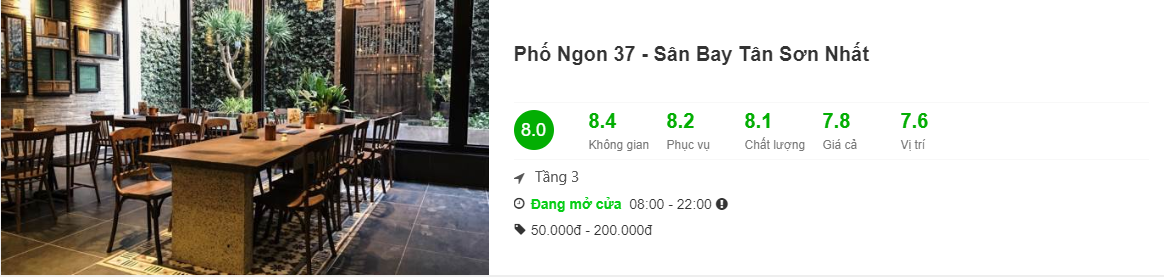 Phố Ngon 37 - Sân Bay Tân Sơn Nhất
8.0
8.4 8.2 8.1 7.8 7.6
Không gian Phục vụ Chất lượng Giá cả Vị trí
Tầng 3
Đang mở cửa 08:00 - 22:00
50.000đ - 200.000đ